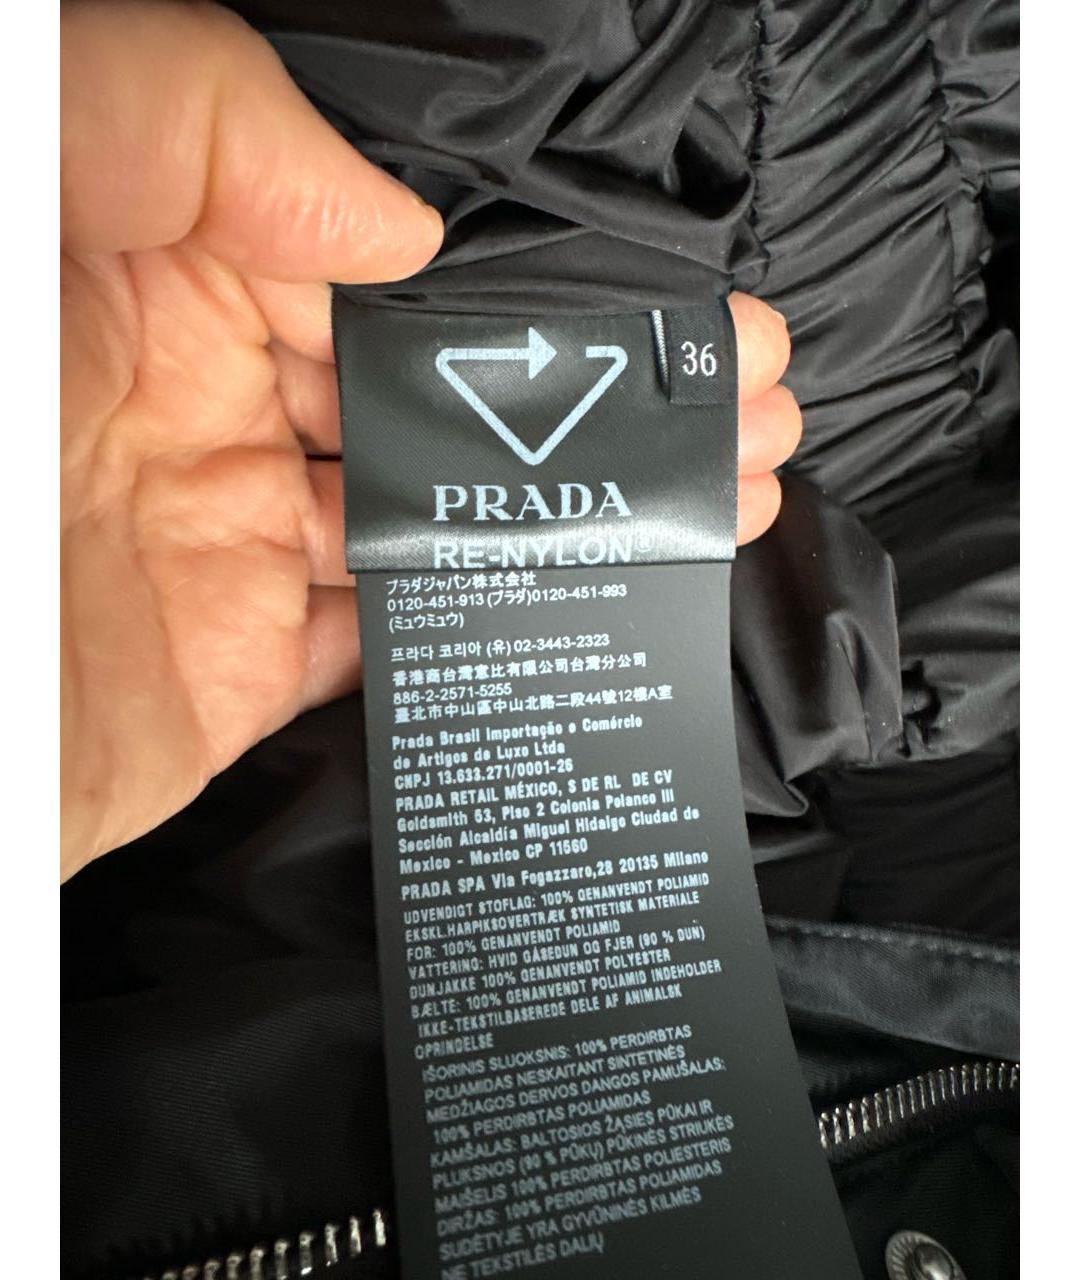 36
PRADA
RE-NYLON®
プラダジャパン株式会社
0120-451-913 (プラダ)0120-451-993
(ミュウミュウ)
프라다 코리아 (유) 02-3443-2323
香港商台灣意比有限公司台灣分公司
886-2-2571-5255
臺北市中山區中山北路二段44號12樓A室
Prada Brasil Importação e Comércio
de Artigos de Luxo Ltda
CNPJ 13.633.271/0001-26
PRADA RETAIL MÉXICO, S DE RL DE CV
Goldsmith 53, Piso 2 Colonia Polanco III
Sección Alcaldía Miguel Hidalgo Ciudad de
Mexico - Mexico CP 11560
PRADA SPA Via Fogazzaro,28 20135 Milano
UDVENDIGT STOFLAG: 100% GENANVENDT POLIAMID
EKSKL.HARPIKSOVERTRÆK SYNTETISK MATERIALE
FOR: 100% GENANVENDT POLIAMID
VATTERING: HVID GÅSEDUN OG FJER (90 % DUN)
DUNJAKKE 100% GENANVENDT POLYESTER
BÆLTE: 100% GENANVENDT POLIAMID INDEHOLDER
IKKE-TEKSTILBASEREDE DELE AF ANIMALSK
OPRINDELSE
IŠORINIS SLUOKSNIS: 100% PERDIRBTAS
POLIAMIDAS NESKAITANT SINTETINĖS
MEDŽIAGOS DERVOS DANGOS PAMUŠALAS:
100% PERDIRBTAS POLIAMIDAS
KAMŠALAS: BALTOSIOS ŽĄSIES PŪKAI IR
PLUKSNOS (90 % PŪKŲ) PŪKINĖS STRIUKĖS
MAIŠELIS 100% PERDIRBTAS POLIESTERIS
DIRŽAS: 100% PERDIRBTAS POLIAMIDAS
SUDĖTYJE YRA GYVŪNINĖS KILMĖS
NE TEKSTILĖS DALIŲ